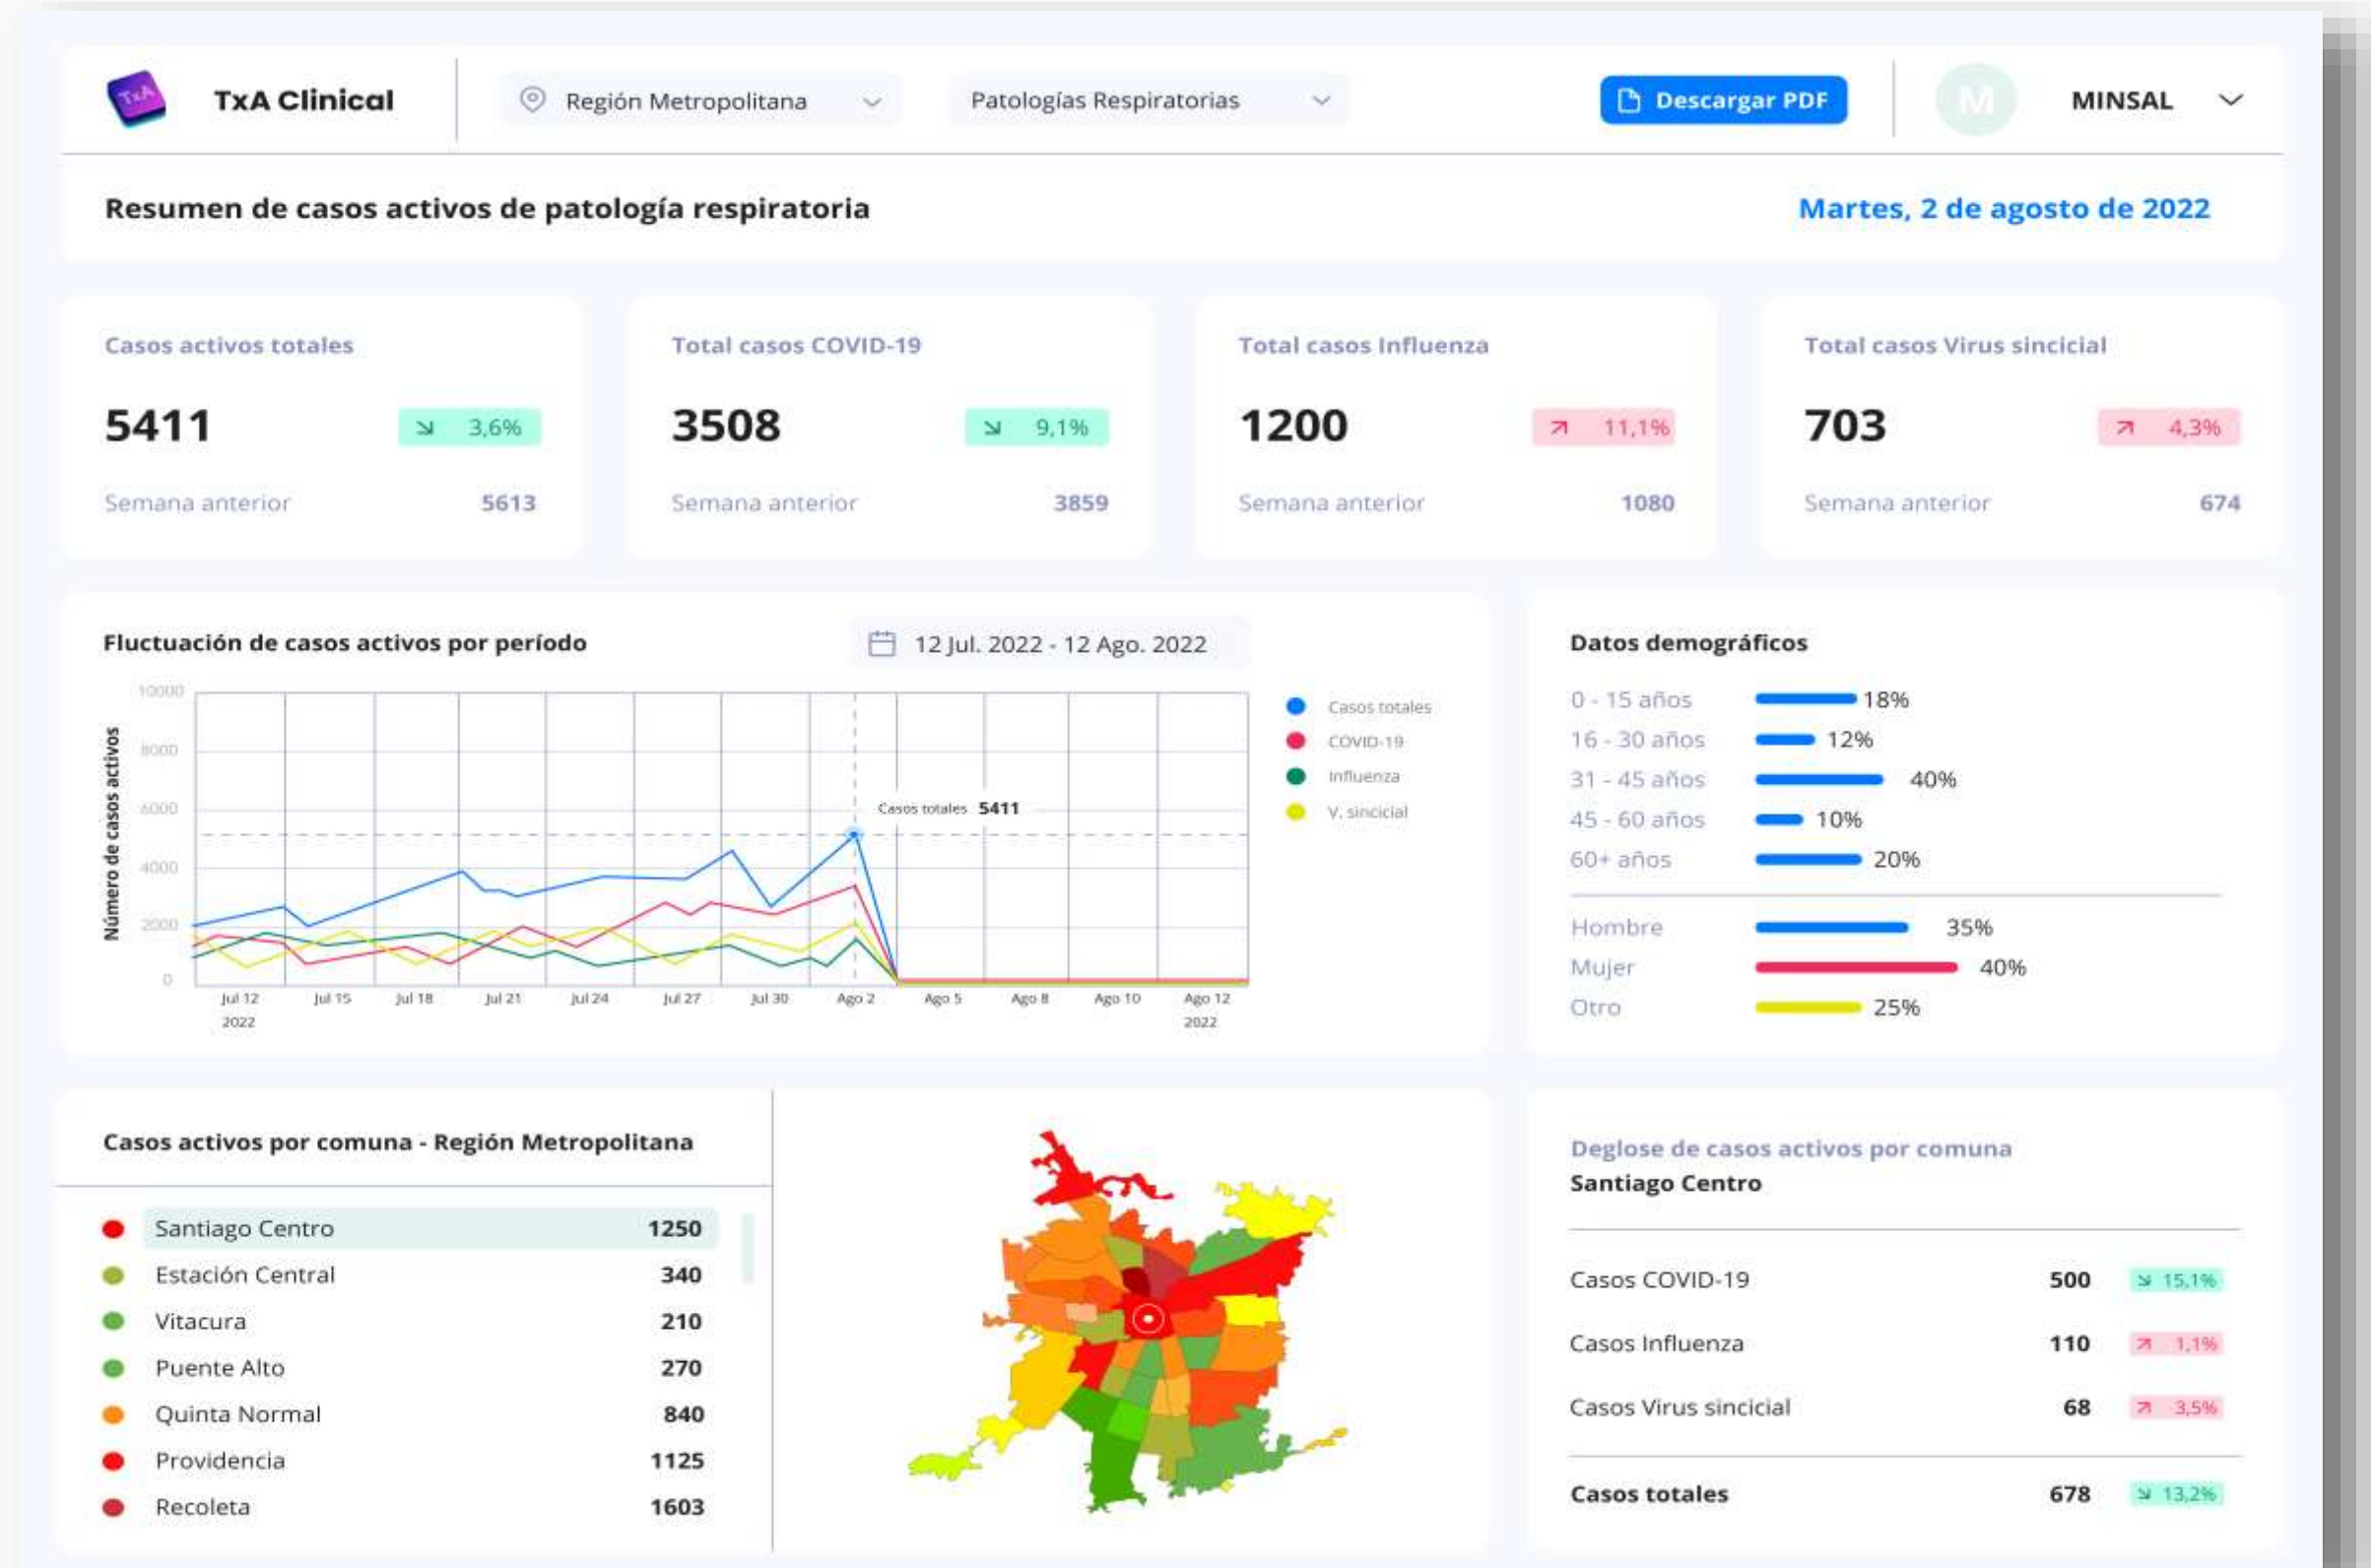 TxA
TxA Clinical
Región Metropolitana
Patologías Respiratorias
Descargar PDF
M
MINSAL
Resumen de casos activos de patología respiratoria
Martes, 2 de agosto de 2022
Casos activos totales
5411
3,6%
Semana anterior 5613
Total casos COVID-19
3508
9,1%
Semana anterior 3859
Total casos Influenza
1200
11,1%
Semana anterior 1080
Total casos Virus sincicial
703
4,3%
Semana anterior 674
Fluctuación de casos activos por período
12 Jul. 2022 - 12 Ago. 2022
Número de casos activos
10000
8000
6000
4000
2000
0
Casos totales 5411
Jul 12 Jul 15 Jul 18 Jul 21 Jul 24 Jul 27 Jul 30 Ago 2 Ago 5 Ago 8 Ago 10 Ago 12
2022 2022
Casos totales
COVID-19
Influenza
V. sincicial
Datos demográficos
0 - 15 años 18%
16 - 30 años 12%
31 - 45 años 40%
45 - 60 años 10%
60+ años 20%
Hombre 35%
Mujer 40%
Otro 25%
Casos activos por comuna - Región Metropolitana
Santiago Centro 1250
Estación Central 340
Vitacura 210
Puente Alto 270
Quinta Normal 840
Providencia 1125
Recoleta 1603
Deglose de casos activos por comuna
Santiago Centro
Casos COVID-19 500 15,1%
Casos Influenza 110 1,1%
Casos Virus sincicial 68 3,5%
Casos totales 678 13,2%